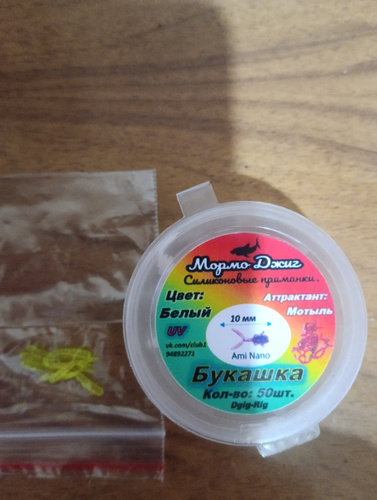 Мормо Джиг
Силиконовые приманки.
Цвет:
Белый
UV
vk.com/club1
94892271
Аттрактант:
Мотыль
10 мм
Ami Nano
Букашка
Кол-во: 50шт.
Dgig-Rig